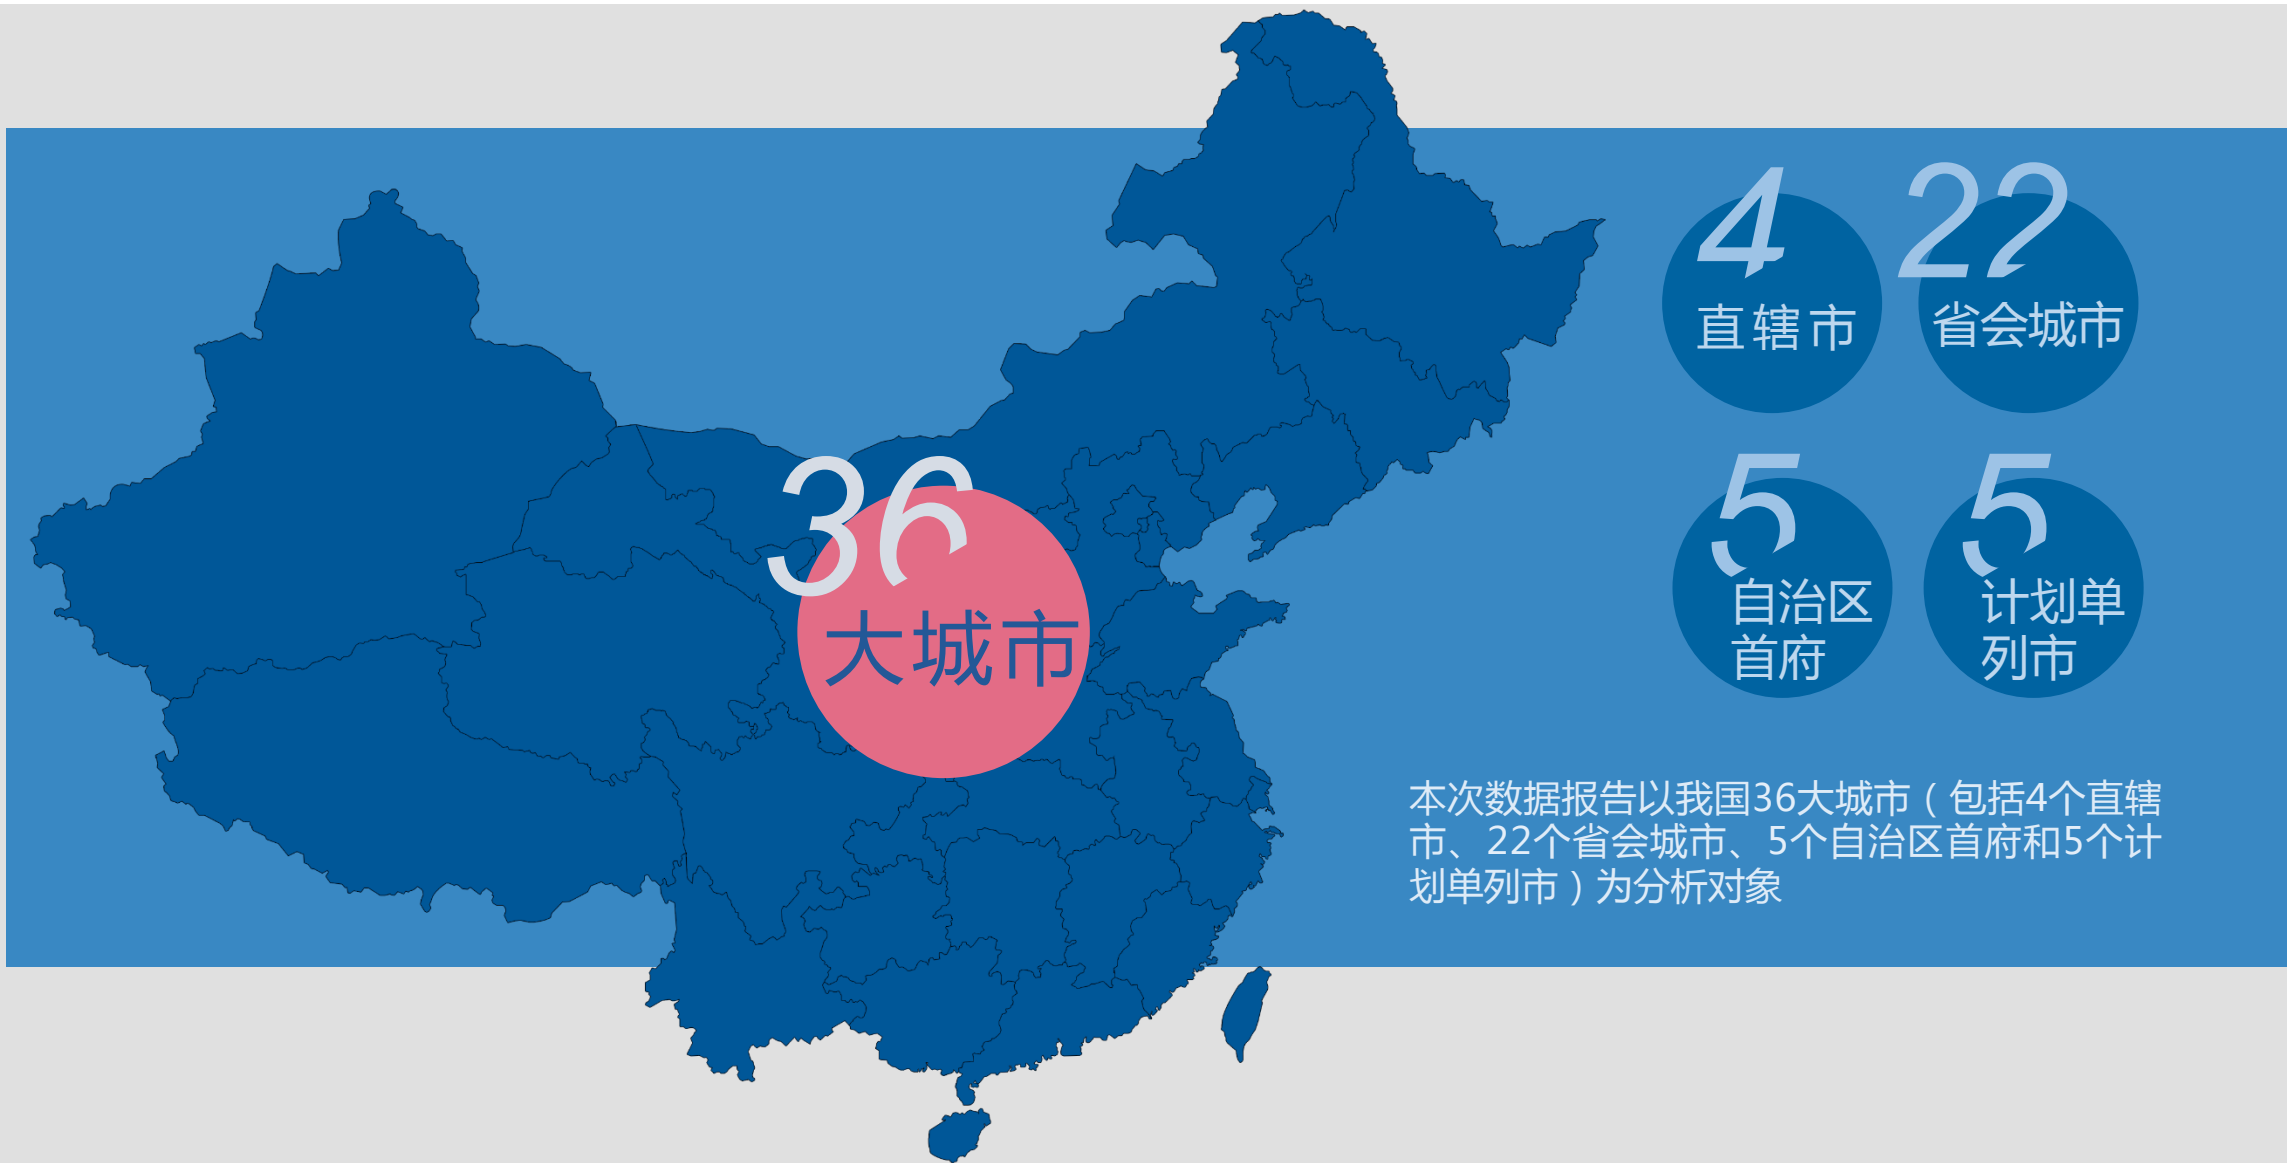 36
大城市
4
直辖市
22
省会城市
5
自治区
首府
5
计划单
列市
本次数据报告以我国36大城市（包括4个直辖
市、22个省会城市、5个自治区首府和5个计
划单列市）为分析对象